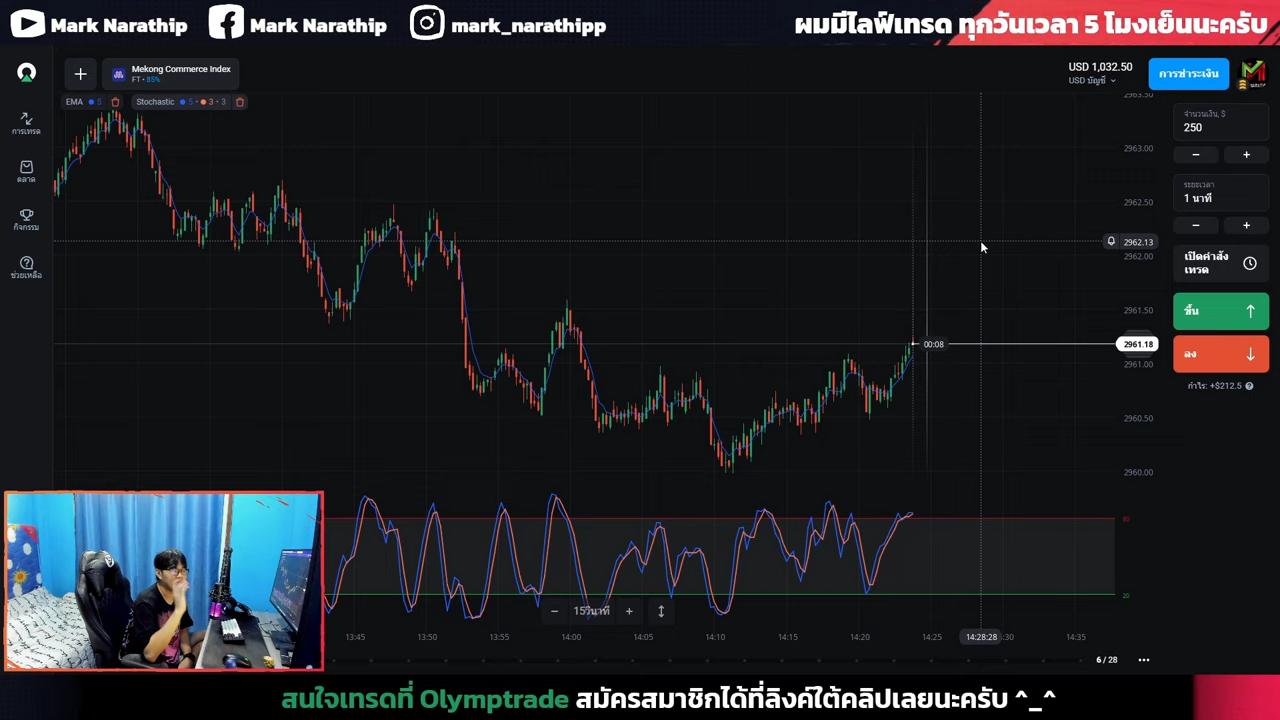 Mark Narathip
Mark Narathip
mark_narathipp
ผมมีไลฟ์เทรด ทุกวันเวลา 5 โมงเย็นนะครับ
Mekong Commerce Index
FT • 85%
USD 1,032.50
USD บัญชี
การชำระเงิน
EMA 5
Stochastic 5 • 3 • 3
การเทรด
ตลาด
กิจกรรม
ช่วยเหลือ
จำนวนเงิน, $
250
ระยะเวลา
1 นาที
เปิดคำสั่ง
เทรด
ขึ้น
ลง
กำไร: +$212.5
2963.50
2963.00
2962.50
2962.13
2962.00
2961.50
00:08
2961.18
2961.00
2960.50
2960.00
80
20
15วินาที
13:45
13:50
13:55
14:00
14:05
14:10
14:15
14:20
14:25
14:28:28
:30
14:35
6 / 28
สนใจเทรดที่ Olymptrade สมัครสมาชิกได้ที่ลิงค์ใต้คลิปเลยนะครับ ^_^